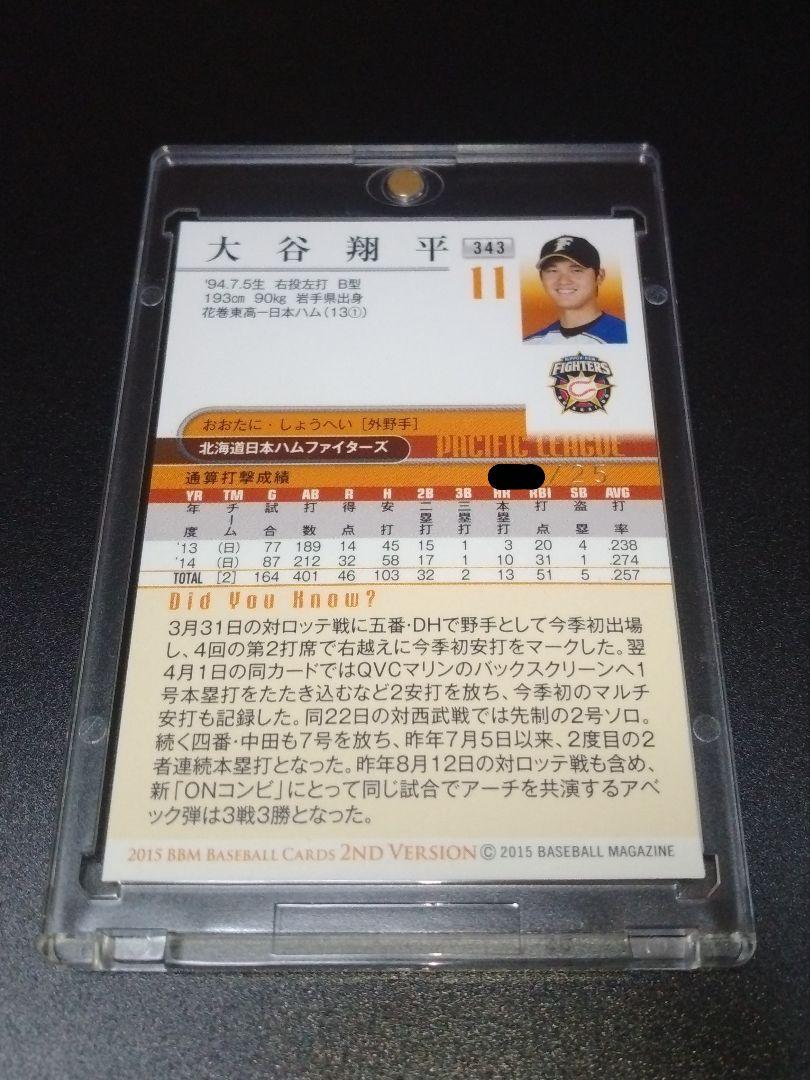 大谷翔平 343
'94.7.5生 右投左打 B型
11
193cm 90kg 岩手県出身
花巻東高ー日本ハム(13①)
F
NIPPON-HAM
FIGHTERS
おおたに・しょうへい [外野手]
北海道日本ハムファイターズ
PACIFIC LEAGUE
通算打撃成績
/25
YR TM G AB R H 2B 3B HR RBI SB AVG
年度 チーム 試合 打数 得点 安打 二塁打 三塁打 本塁打 打点 盗塁 打率
'13 (日) 77 189 14 45 15 1 3 20 4 .238
'14 (日) 87 212 32 58 17 1 10 31 1 .274
TOTAL [2] 164 401 46 103 32 2 13 51 5 .257
Did You Know?
3月31日の対ロッテ戦に五番・DHで野手として今季初出場
し、4回の第2打席で右越えに今季初安打をマークした。翌
4月1日の同カードではQVCマリンのバックスクリーンへ1
号本塁打をたたき込むなど2安打を放ち、今季初のマルチ
安打も記録した。同22日の対西武戦では先制の2号ソロ。
続く四番・中田も7号を放ち、昨年7月5日以来、2度目の2
者連続本塁打となった。昨年8月12日の対ロッテ戦も含め、
新「ONコンビ」にとって同じ試合でアーチを共演するアベ
ック弾は3戦3勝となった。
2015 BBM BASEBALL CARDS 2ND VERSION © 2015 BASEBALL MAGAZINE